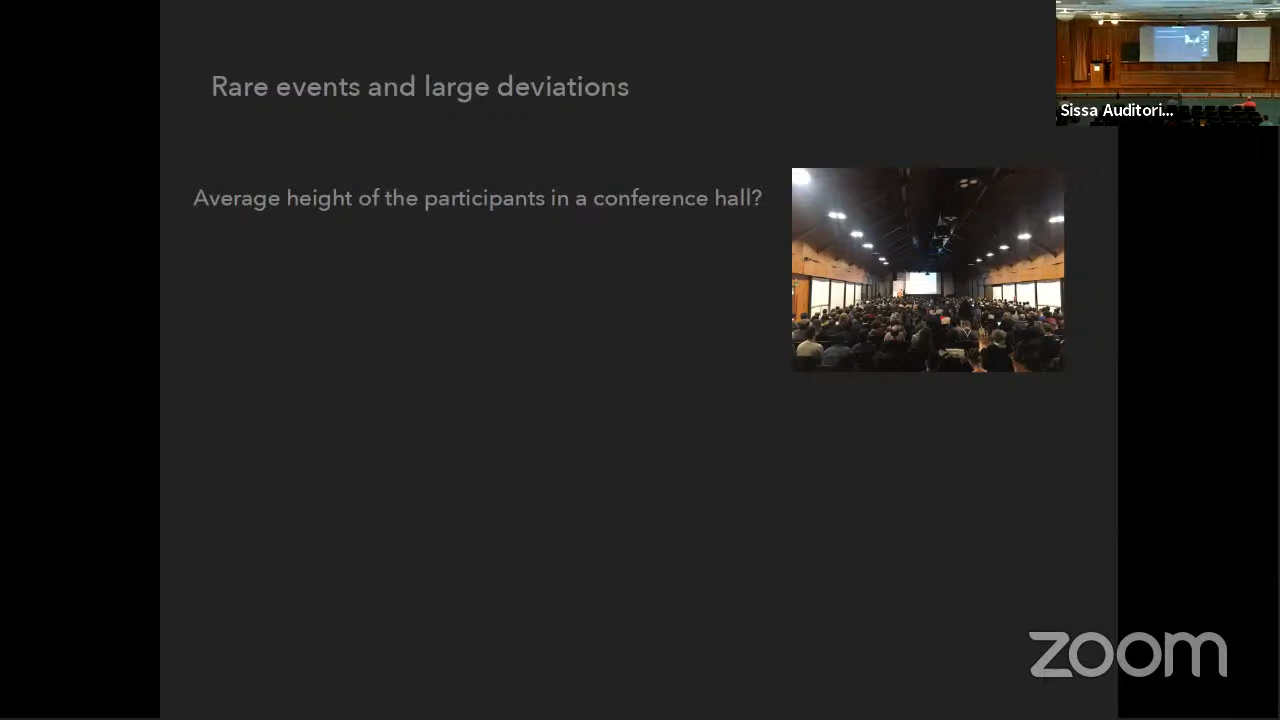 Rare events and large deviations
Sissa Auditori...
Average height of the participants in a conference hall?
zoom